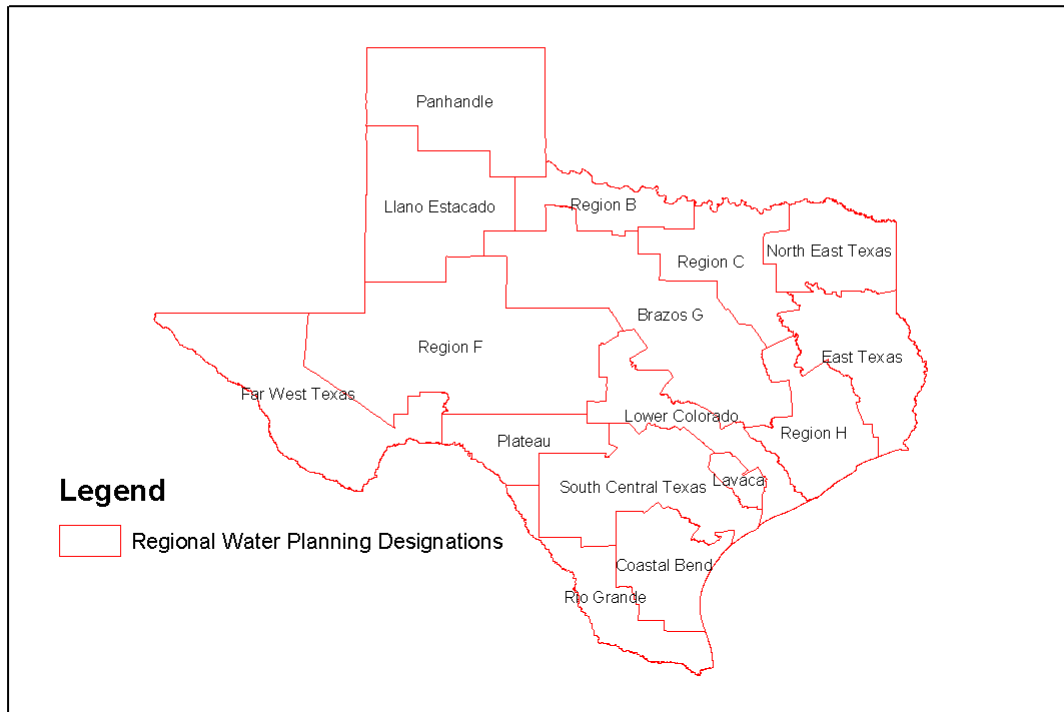 Panhandle
Llano Estacado
Region B
North East Texas
Region C
Brazos G
Region F
East Texas
Far West Texas
Lower Colorado
Region H
Plateau
Lavaca
South Central Texas
Legend
Regional Water Planning Designations
Coastal Bend
Rio Grande